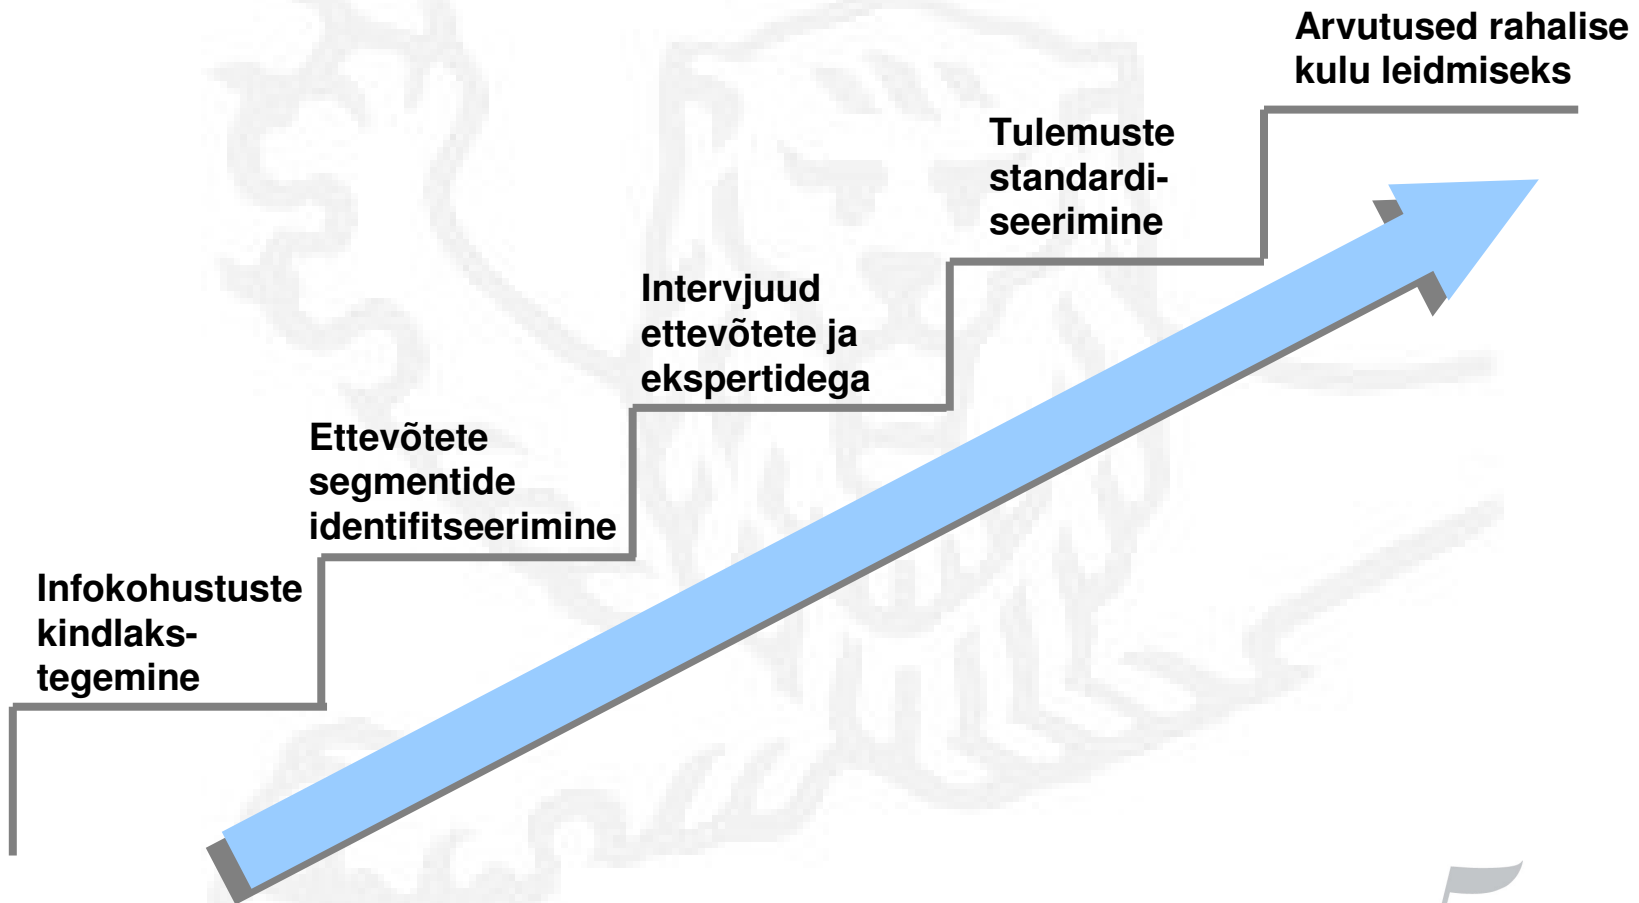 Arvutused rahalise
kulu leidmiseks
Tulemuste
standardi-
seerimine
Intervjuud
ettevõtete ja
ekspertidega
Ettevõtete
segmentide
identifitseerimine
Infokohustuste
kindlaks-
tegemine